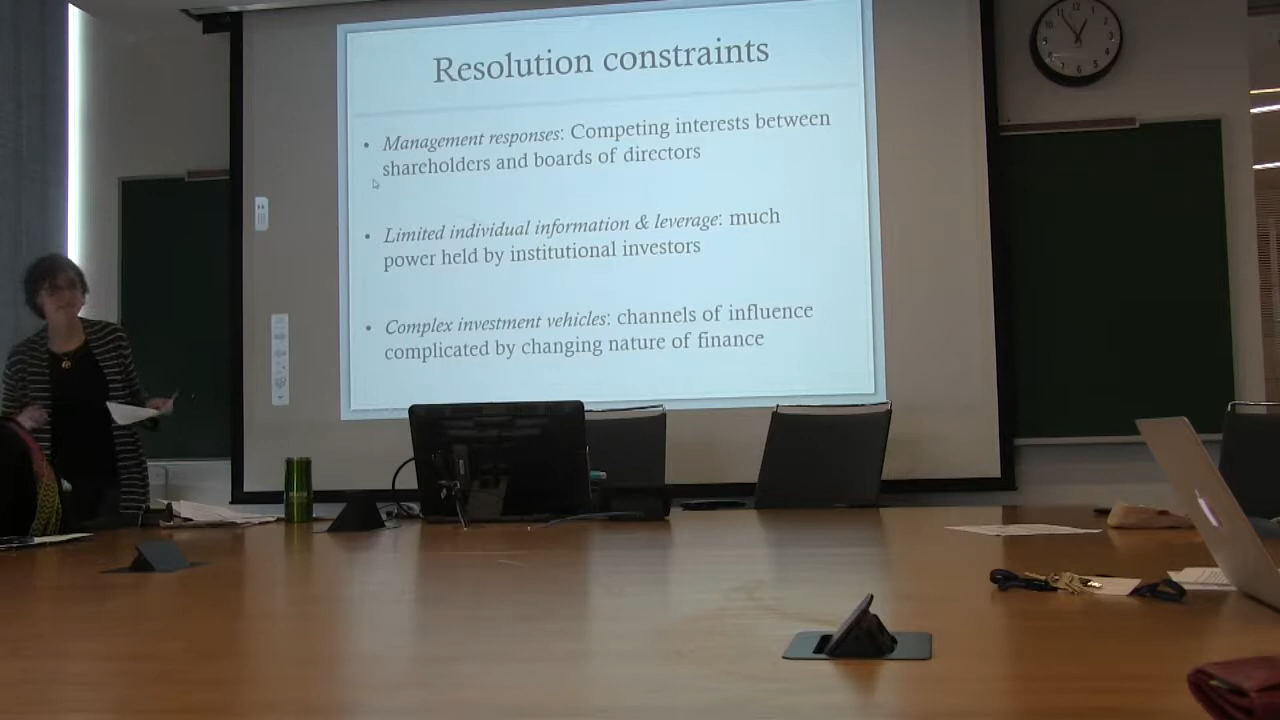 Resolution constraints
• Management responses: Competing interests between
shareholders and boards of directors
• Limited individual information & leverage: much
power held by institutional investors
• Complex investment vehicles: channels of influence
complicated by changing nature of finance